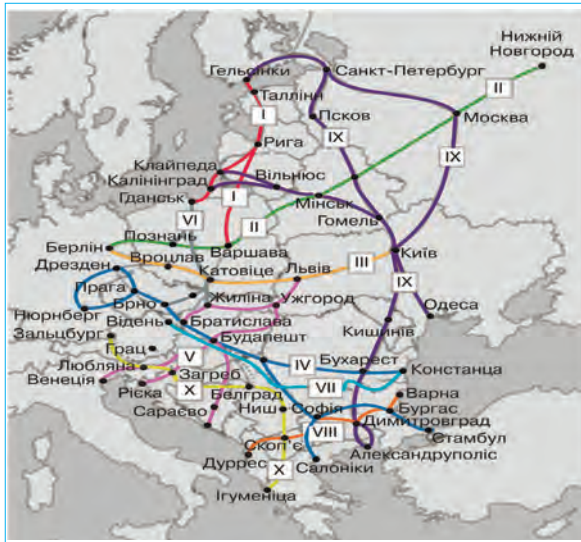 Нижній
Новгород
Гельсінки
Санкт-Петербург
II
Таллінн
I
Псков
Москва
IX
IX
Рига
Клайпеда
Калінінград
Вільнюс
Гданськ
I
Мінськ
VI
II
Гомель
Познань
Берлін
Варшава
Київ
Вроцлав
III
Дрезден
Катовіце
Львів
IX
Прага
Жиліна
Ужгород
Брно
Одеса
Нюрнберг
Відень
Братислава
Кишинів
Зальцбург
Будапешт
Грац
V
IV
Бухарест
Любляна
Констанца
Загреб
VII
Венеція
X
Варна
Ріска
Белград
Бургас
Сараєво
Ниш
Софія
Димитровград
VIII
Стамбул
Скоп'є
Дуррес
Александруполіс
X
Салоніки
Ігуменіца